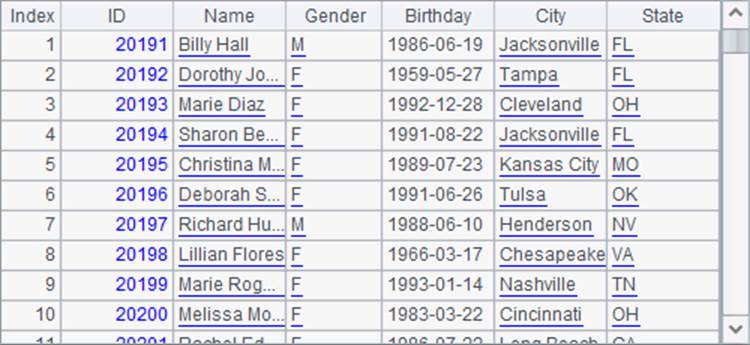 Index ID Name Gender Birthday City State
1 20191 Billy Hall M 1986-06-19 Jacksonville FL
2 20192 Dorothy Jo... F 1959-05-27 Tampa FL
3 20193 Marie Diaz F 1992-12-28 Cleveland OH
4 20194 Sharon Be... F 1991-08-22 Jacksonville FL
5 20195 Christina M... F 1989-07-23 Kansas City MO
6 20196 Deborah S... F 1991-06-26 Tulsa OK
7 20197 Richard Hu... M 1988-06-10 Henderson NV
8 20198 Lillian Flores F 1966-03-17 Chesapeake VA
9 20199 Marie Rog... F 1993-01-14 Nashville TN
10 20200 Melissa Mo... F 1983-03-22 Cincinnati OH
11 20201 Rachel Ed... F Long Beach CA